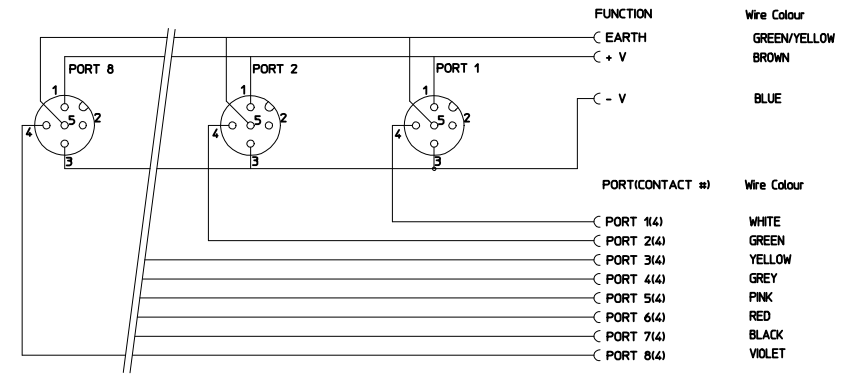 FUNCTION Wire Colour
EARTH GREEN/YELLOW
+ V BROWN
PORT 8 PORT 2 PORT 1
1 1 1
- V BLUE
4 5 2 4 5 2 4 5 2
3 3 3
PORT(CONTACT #) Wire Colour
PORT 1(4) WHITE
PORT 2(4) GREEN
PORT 3(4) YELLOW
PORT 4(4) GREY
PORT 5(4) PINK
PORT 6(4) RED
PORT 7(4) BLACK
PORT 8(4) VIOLET